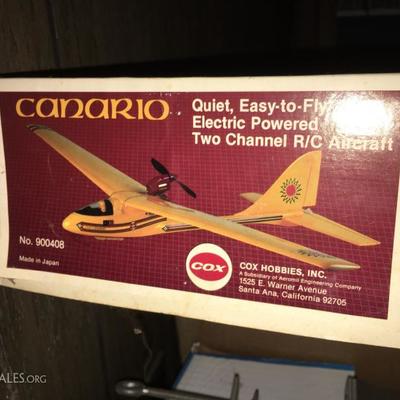 CANARIO
Quiet, Easy-to-Fly
Electric Powered
Two Channel R/C Aircraft
No. 900408
Made in Japan
COX
COX HOBBIES, INC.
A Subsidiary of Aeromil Engineering Company
1525 E. Warner Avenue
Santa Ana, California 92705
ALES.ORG